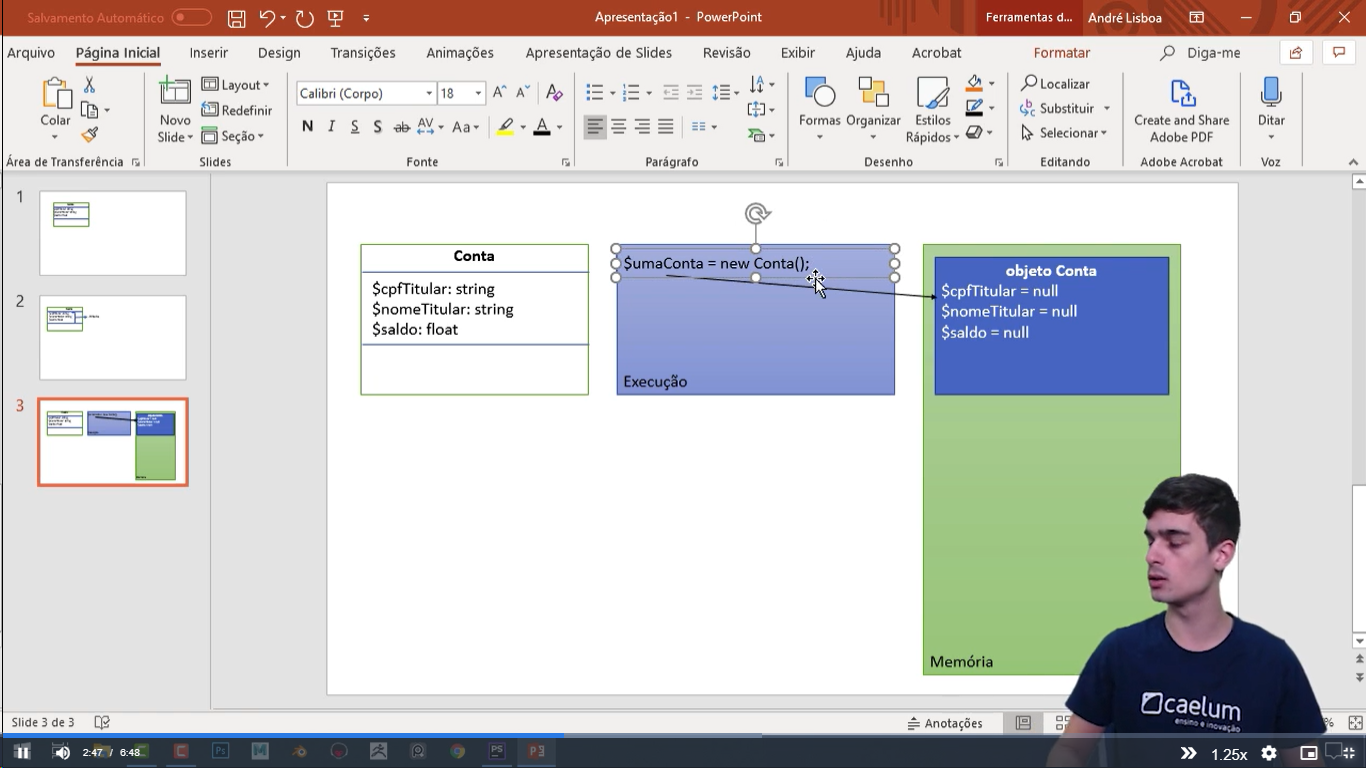 Salvamento Automático
Apresentação1 - PowerPoint
Ferramentas d...
André Lisboa
Arquivo
Página Inicial
Inserir
Design
Transições
Animações
Apresentação de Slides
Revisão
Exibir
Ajuda
Acrobat
Formatar
Diga-me
Colar
Área de Transferência
Novo
Slide
Layout
Redefinir
Seção
Slides
Calibri (Corpo)
18
N I S S ab AV Aa A
Fonte
Parágrafo
Formas
Organizar
Estilos
Rápidos
Desenho
Localizar
Substituir
Selecionar
Editando
Create and Share
Adobe PDF
Adobe Acrobat
Ditar
Voz
1
2
3
Conta
$cpfTitular: string
$nomeTitular: string
$saldo: float
$umaConta = new Conta();
Execução
objeto Conta
$cpfTitular = null
$nomeTitular = null
$saldo = null
Memória
caelum
ensino e inovação
Slide 3 de 3
Anotações
%
2:47 / 6:48
1.25x